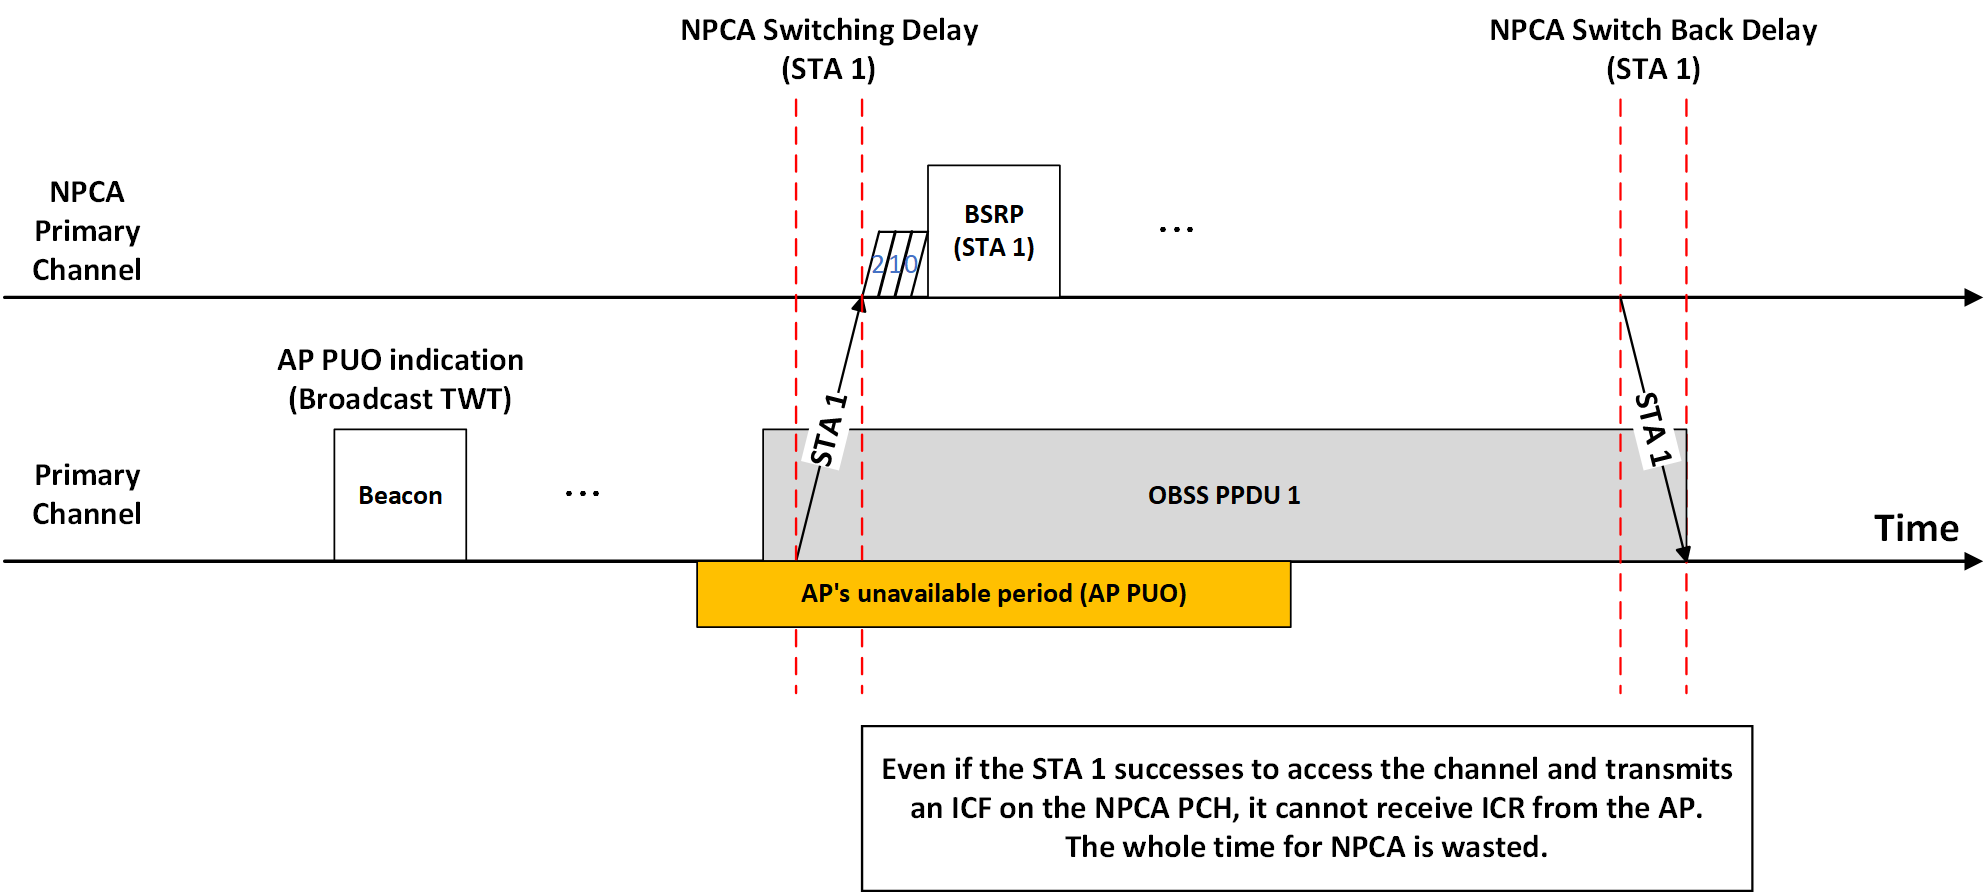 NPCA Switching Delay
(STA 1)
NPCA Switch Back Delay
(STA 1)
NPCA
Primary
Channel
210
BSRP
(STA 1)
...
AP PUO indication
(Broadcast TWT)
STA 1
STA 1
Primary
Channel
Beacon
...
OBSS PPDU 1
Time
AP's unavailable period (AP PUO)
Even if the STA 1 successes to access the channel and transmits
an ICF on the NPCA PCH, it cannot receive ICR from the AP.
The whole time for NPCA is wasted.